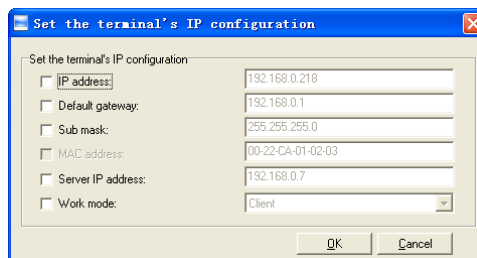 Set the terminal's IP configuration
Set the terminal's IP configuration
IP address: 192.168.0.218
Default gateway: 192.168.0.1
Sub mask: 255.255.255.0
MAC address: 00-22-CA-01-02-03
Server IP address: 192.168.0.7
Work mode: Client
OK Cancel